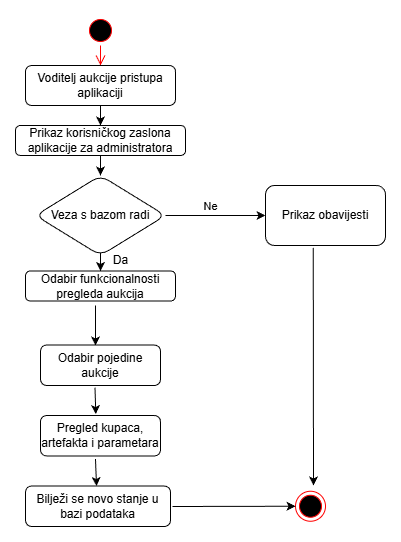 Voditelj aukcije pristupa
aplikaciji
Prikaz korisničkog zaslona
aplikacije za administratora
Veza s bazom radi
Ne
Prikaz obavijesti
Da
Odabir funkcionalnosti
pregleda aukcija
Odabir pojedine
aukcije
Pregled kupaca,
artefakta i parametara
Bilježi se novo stanje u
bazi podataka